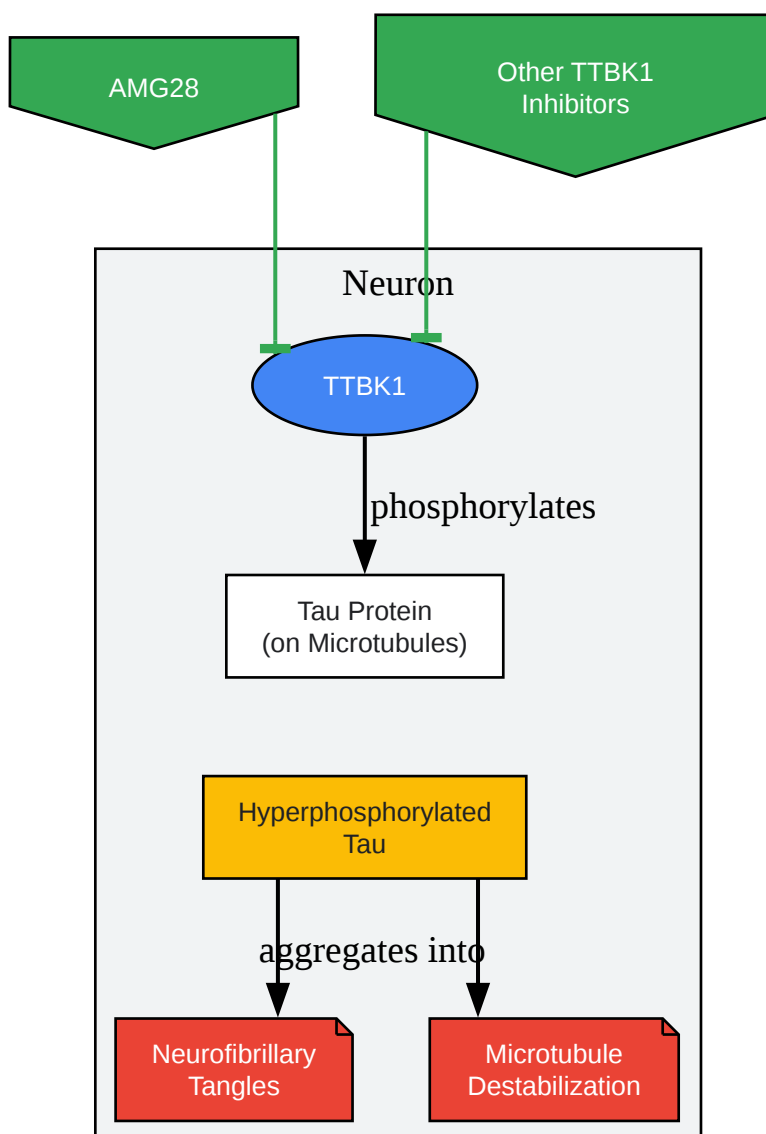 AMG28
Other TTBK1
Inhibitors
Neuron
TTBK1
phosphorylates
Tau Protein
(on Microtubules)
Hyperphosphorylated
Tau
aggregates into
Neurofibrillary
Tangles
Microtubule
Destabilization